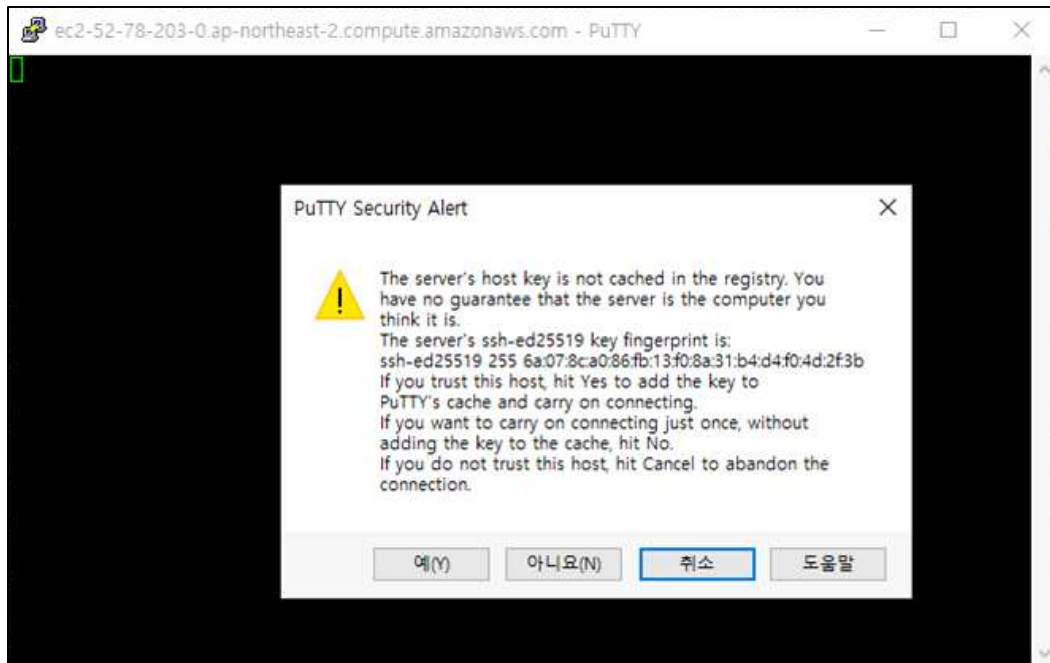 ec2-52-78-203-0.ap-northeast-2.compute.amazonaws.com - PuTTY
PuTTY Security Alert
The server's host key is not cached in the registry. You
have no guarantee that the server is the computer you
think it is.
The server's ssh-ed25519 key fingerprint is:
ssh-ed25519 255 6a:07:8c:a0:86:fb:13:f0:8a:31:b4:d4:f0:4d:2f:3b
If you trust this host, hit Yes to add the key to
PuTTY's cache and carry on connecting.
If you want to carry on connecting just once, without
adding the key to the cache, hit No.
If you do not trust this host, hit Cancel to abandon the
connection.
예(Y) 아니요(N) 취소 도움말